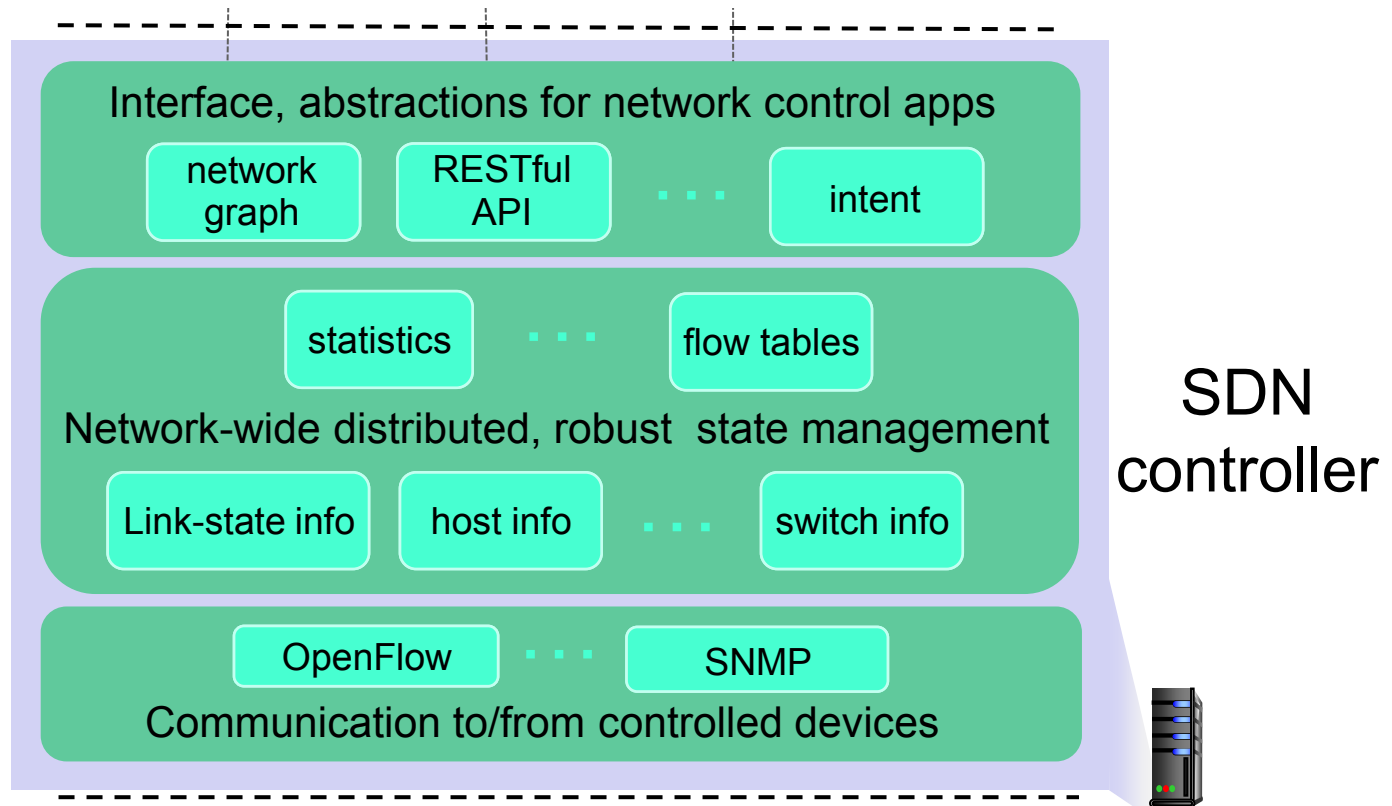 Interface, abstractions for network control apps
network
graph
RESTful
API
. . .
intent
statistics
. . .
flow tables
Network-wide distributed, robust  state management
Link-state info
host info
. . .
switch info
OpenFlow
. . .
SNMP
Communication to/from controlled devices
SDN
controller